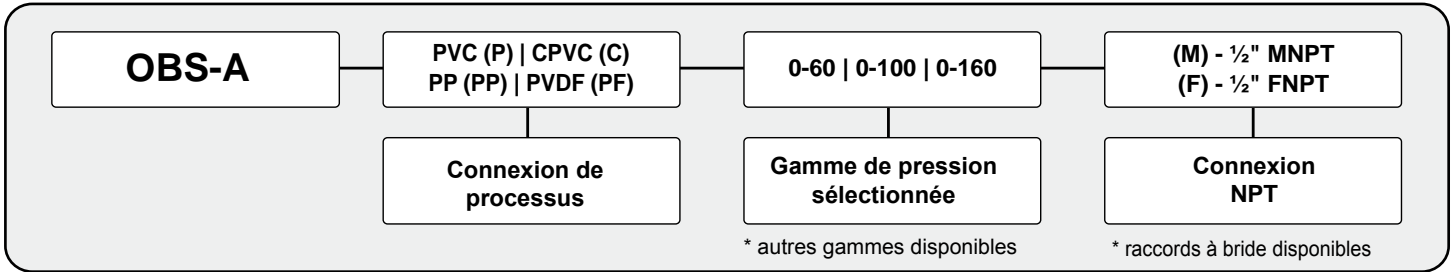 OBS-A
PVC (P) | CPVC (C)
PP (PP) | PVDF (PF)
0-60 | 0-100 | 0-160
(M) - ½" MNPT
(F) - ½" FNPT
Connexion de
processus
Gamme de pression
sélectionnée
Connexion
NPT
* autres gammes disponibles
* raccords à bride disponibles